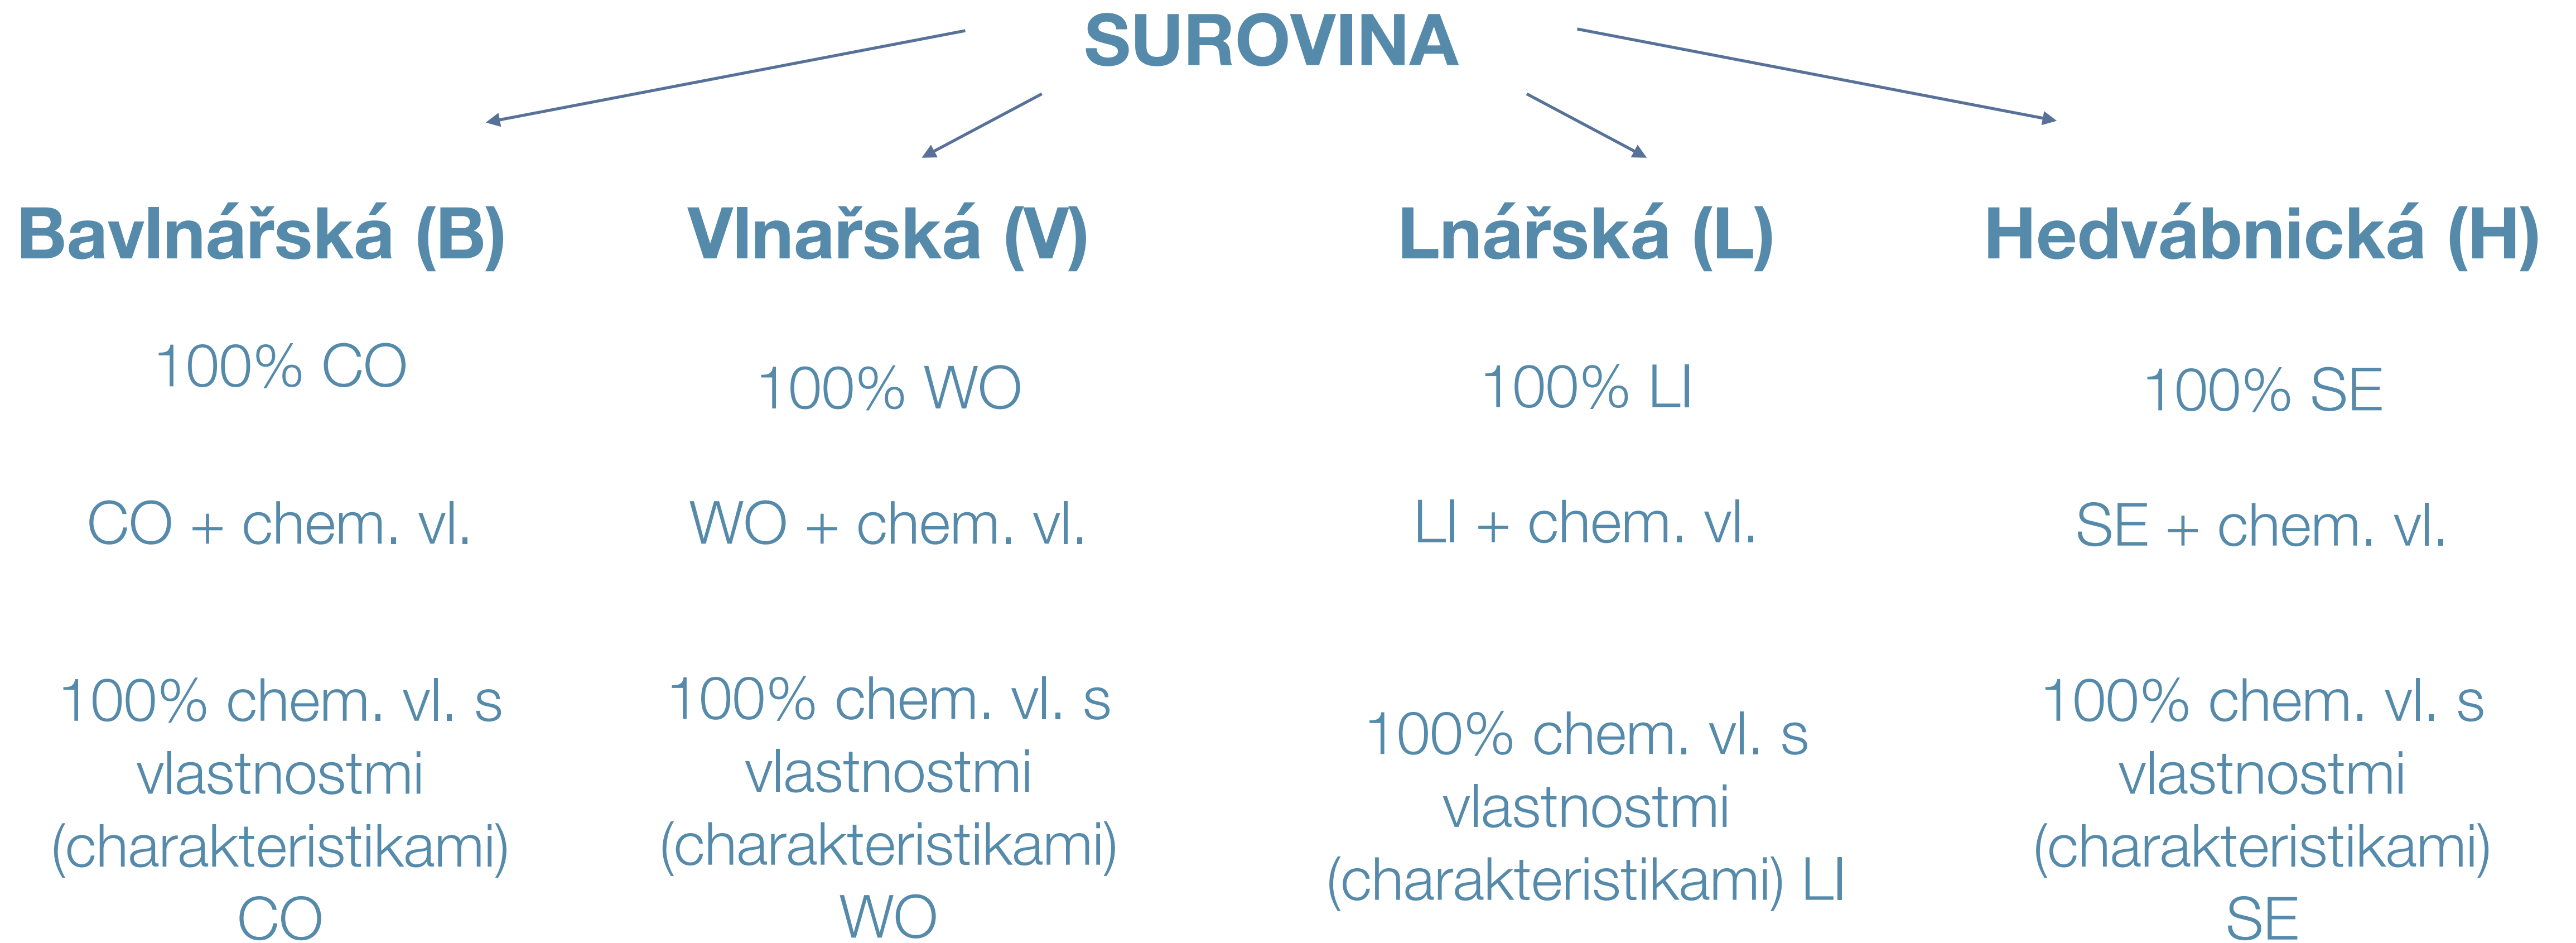 SUROVINA
Bavlnářská (B)
100% CO
CO + chem. vl.
100% chem. vl. s
vlastnostmi
(charakteristikami)
CO
Vlnařská (V)
100% WO
WO + chem. vl.
100% chem. vl. s
vlastnostmi
(charakteristikami)
WO
Lnářská (L)
100% LI
LI + chem. vl.
100% chem. vl. s
vlastnostmi
(charakteristikami) LI
Hedvábnická (H)
100% SE
SE + chem. vl.
100% chem. vl. s
vlastnostmi
(charakteristikami)
SE